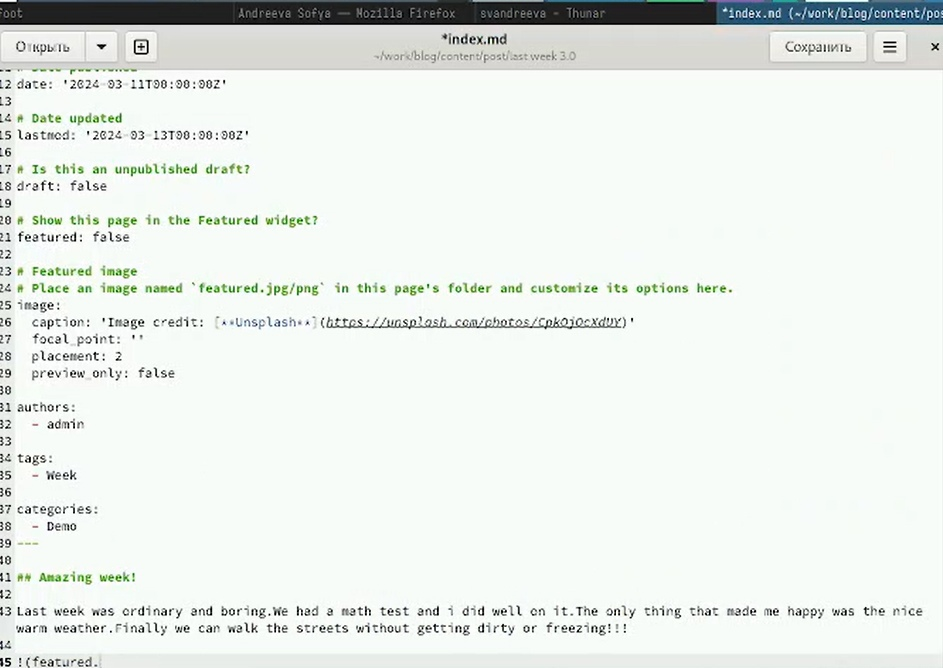 Foot
Andreeva Sofya — Mozilla Firefox
svandreeva - Thunar
*index.md (~/work/blog/content/pos
Открыть
*index.md
~/work/blog/content/post/last week 3.0
Сохранить
# Date published
12 date: '2024-03-11T00:00:00Z'
13
14 # Date updated
15 lastmod: '2024-03-13T00:00:00Z'
16
17 # Is this an unpublished draft?
18 draft: false
19
20 # Show this page in the Featured widget?
21 featured: false
22
23 # Featured image
24 # Place an image named `featured.jpg/png` in this page's folder and customize its options here.
25 image:
26 caption: 'Image credit: [**Unsplash**](https://unsplash.com/photos/CpkOjOcXdUY)'
27 focal_point: ''
28 placement: 2
29 preview_only: false
30
31 authors:
32 - admin
33
34 tags:
35 - Week
36
37 categories:
38 - Demo
39 ---
40
41 ## Amazing week!
42
43 Last week was ordinary and boring.We had a math test and i did well on it.The only thing that made me happy was the nice
warm weather.Finally we can walk the streets without getting dirty or freezing!!!
44
45 !(featured.